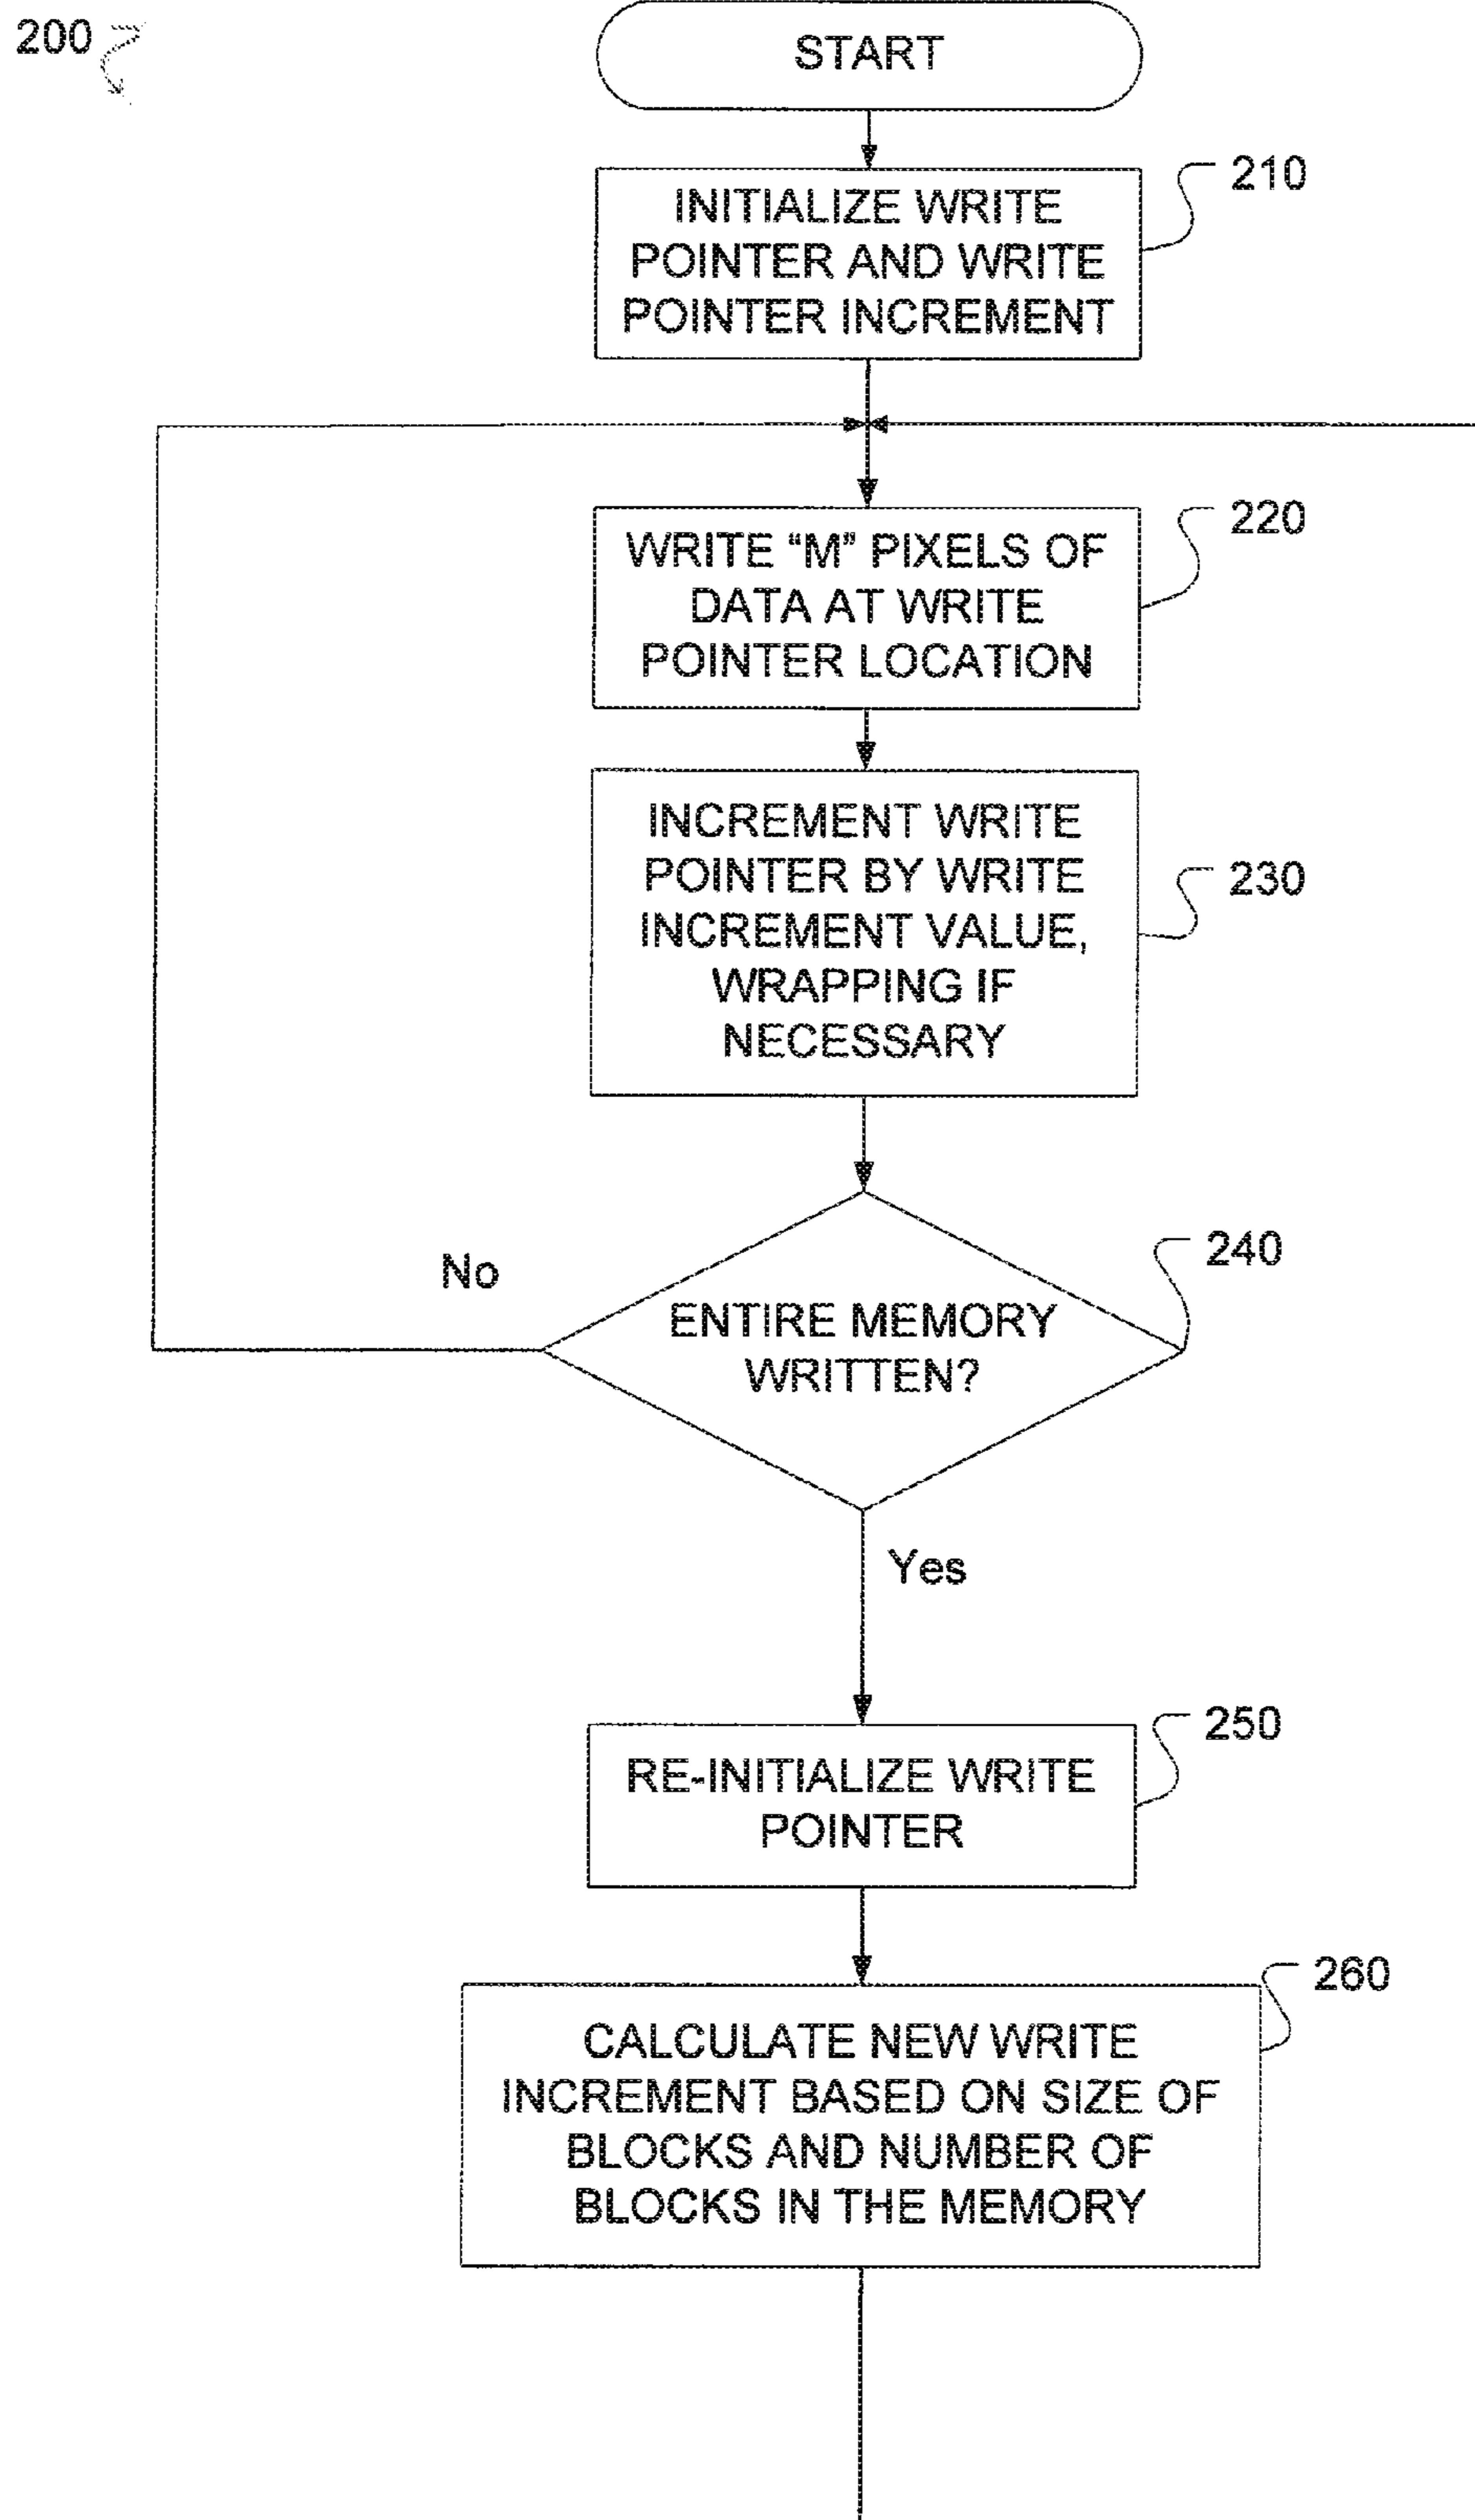 200
START
210
INITIALIZE WRITE
POINTER AND WRITE
POINTER INCREMENT
220
WRITE “M” PIXELS OF
DATA AT WRITE
POINTER LOCATION
INCREMENT WRITE
POINTER BY WRITE
230
INCREMENT VALUE,
WRAPPING IF
NECESSARY
240
No
ENTIRE MEMORY
WRITTEN?
Yes
250
RE-INITIALIZE WRITE
POINTER
260
CALCULATE NEW WRITE
INCREMENT BASED ON SIZE OF
BLOCKS AND NUMBER OF
BLOCKS IN THE MEMORY